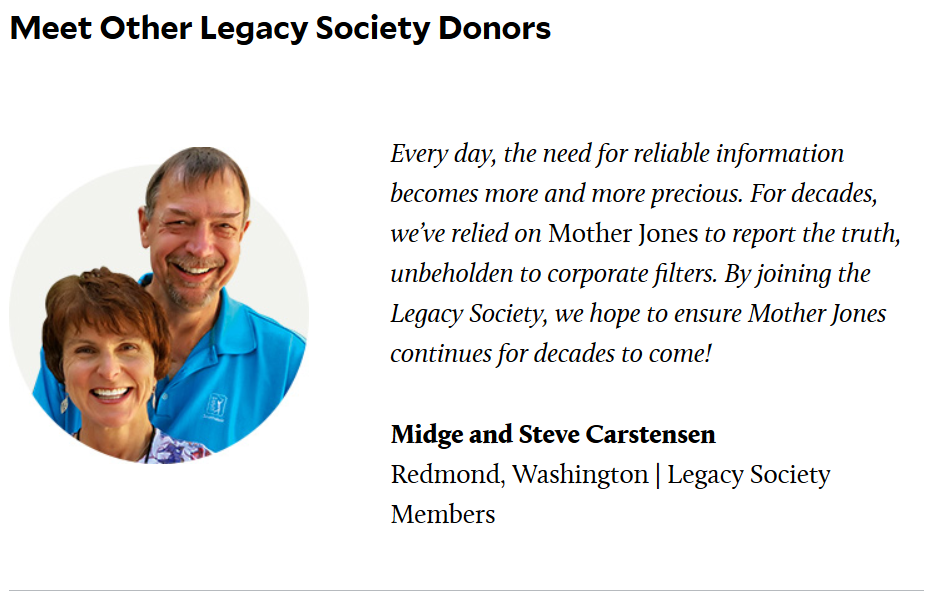 Meet Other Legacy Society Donors
Every day, the need for reliable information
becomes more and more precious. For decades,
we’ve relied on Mother Jones to report the truth,
unbeholden to corporate filters. By joining the
Legacy Society, we hope to ensure Mother Jones
continues for decades to come!
Midge and Steve Carstensen
Redmond, Washington | Legacy Society
Members